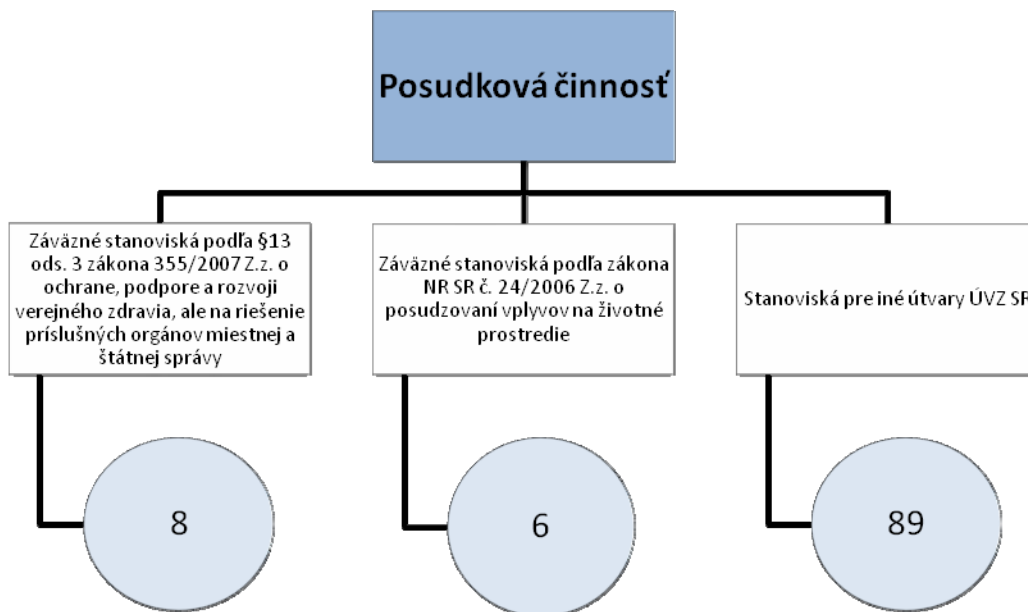 Posudková činnosť
Záväzné stanoviská podľa §13
ods. 3 zákona 355/2007 Z.z. o
ochrane, podpore a rozvoji
verejného zdravia, ale na riešenie
príslušných orgánov miestnej a
štátnej správy
Záväzné stanoviská podľa zákona
NR SR č. 24/2006 Z.z. o
posudzovaní vplyvov na životné
prostredie
Stanoviská pre iné útvary ÚVZ SR
8
6
89